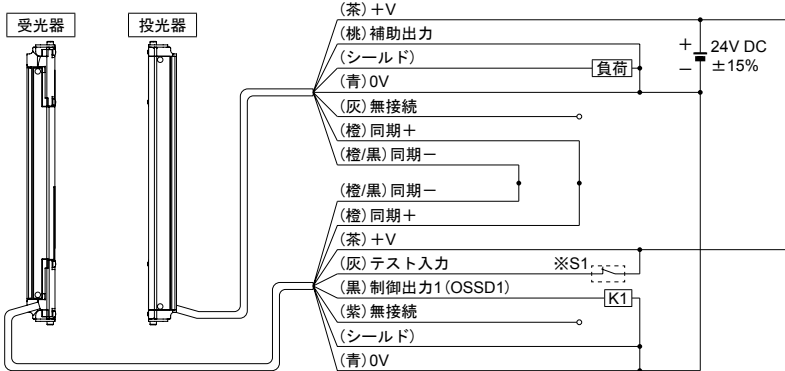 受光器
投光器
(茶)+V
(桃)補助出力
(シールド)
負荷
(青)0V
(灰)無接続
(橙)同期+
(橙/黒)同期−
+
−
24V DC
±15%
(橙/黒)同期−
(橙)同期+
(茶)+V
(灰)テスト入力
※S1
(黒)制御出力1(OSSD1)
K1
(紫)無接続
(シールド)
(青)0V